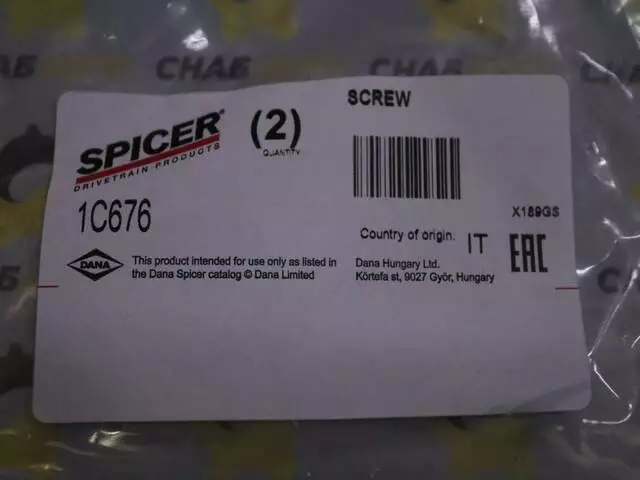 СНАБ
СНАБ
SCREW
SPICER®
DRIVETRAIN PRODUCTS
(2)
QUANTITY
1C676
X189GS
Country of origin: IT
EAC
DANA
This product intended for use only as listed in
the Dana Spicer catalog © Dana Limited
Dana Hungary Ltd.
Körtefa st, 9027 Győr, Hungary